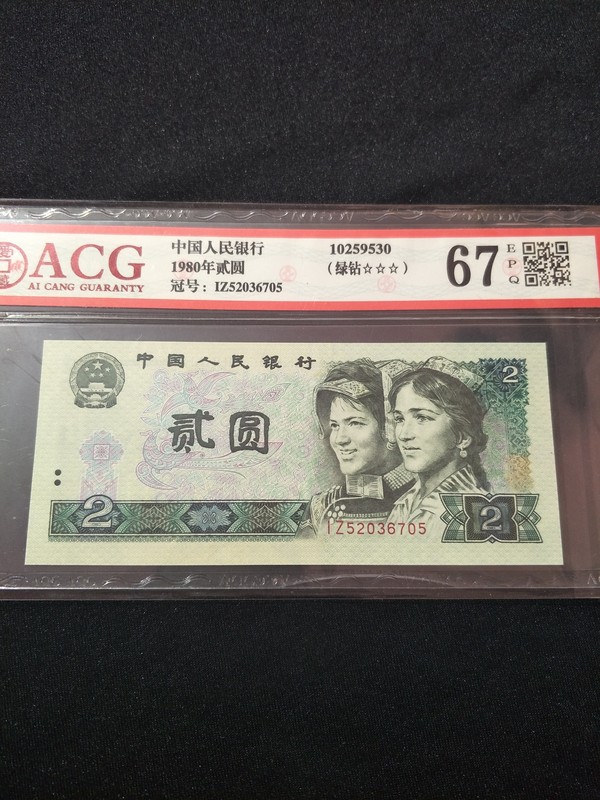 ACG
AI CANG GUARANTY
中国人民银行
1980年贰圆
冠号: IZ52036705
10259530
(绿钻☆☆☆)
67
EPQ
中国人民银行
2
贰圆
2
IZ52036705
2